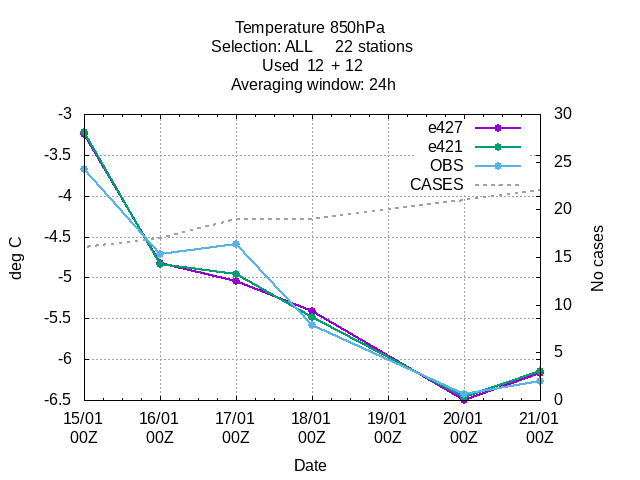 Temperature 850hPa
Selection: ALL 22 stations
Used 12 + 12
Averaging window: 24h
-3
-3.5
-4
-4.5
-5
-5.5
-6
-6.5
deg C
30
25
20
15
10
5
0
No cases
e427
e421
OBS
CASES
15/01 16/01 17/01 18/01 19/01 20/01 21/01
00Z 00Z 00Z 00Z 00Z 00Z 00Z
Date